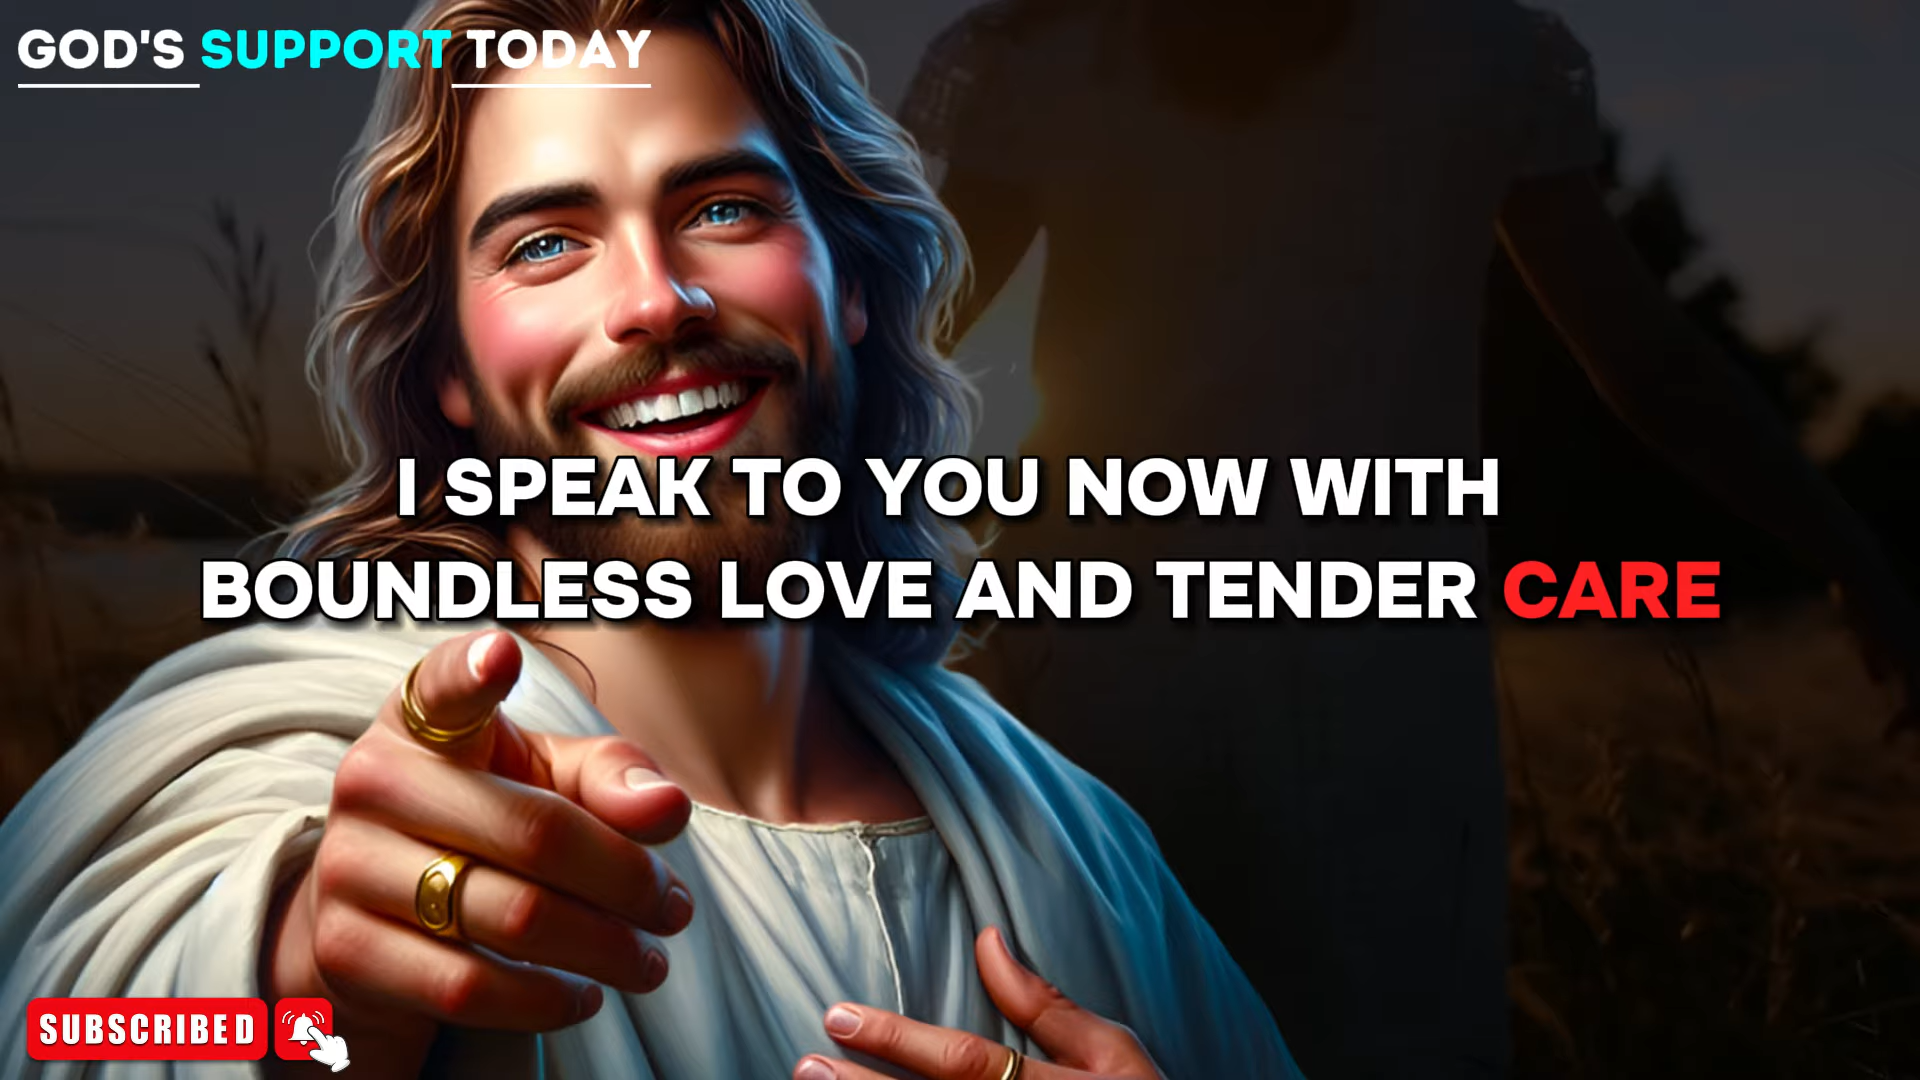 GOD'S SUPPORT TODAY
I SPEAK TO YOU NOW WITH
BOUNDLESS LOVE AND TENDER CARE
SUBSCRIBED